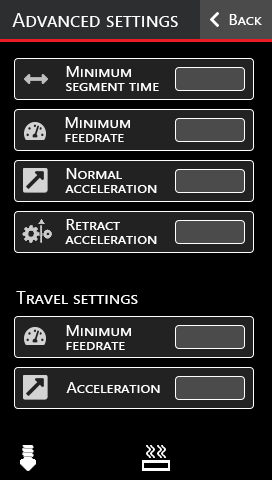 Advanced settings
Back
Minimum
segment time
Minimum
feedrate
Normal
acceleration
Retract
acceleration
Travel settings
Minimum
feedrate
Acceleration